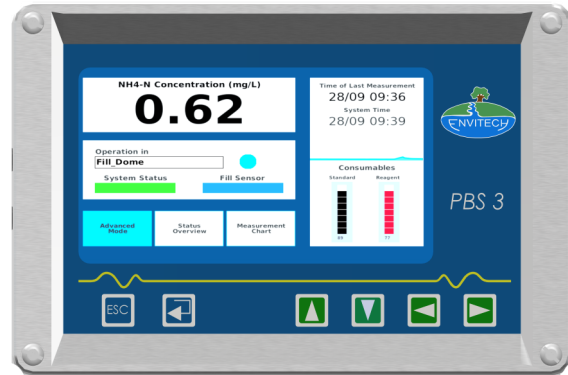 NH4-N Concentration (mg/L)
0.62
Operation in
Fill_Dome
System Status
Fill Sensor
Advanced
Mode
Status
Overview
Measurement
Chart
Time of Last Measurement
28/09 09:36
System Time
28/09 09:39
Consumables
Standard
Reagent
77
ENVITECH
PBS 3
ESC